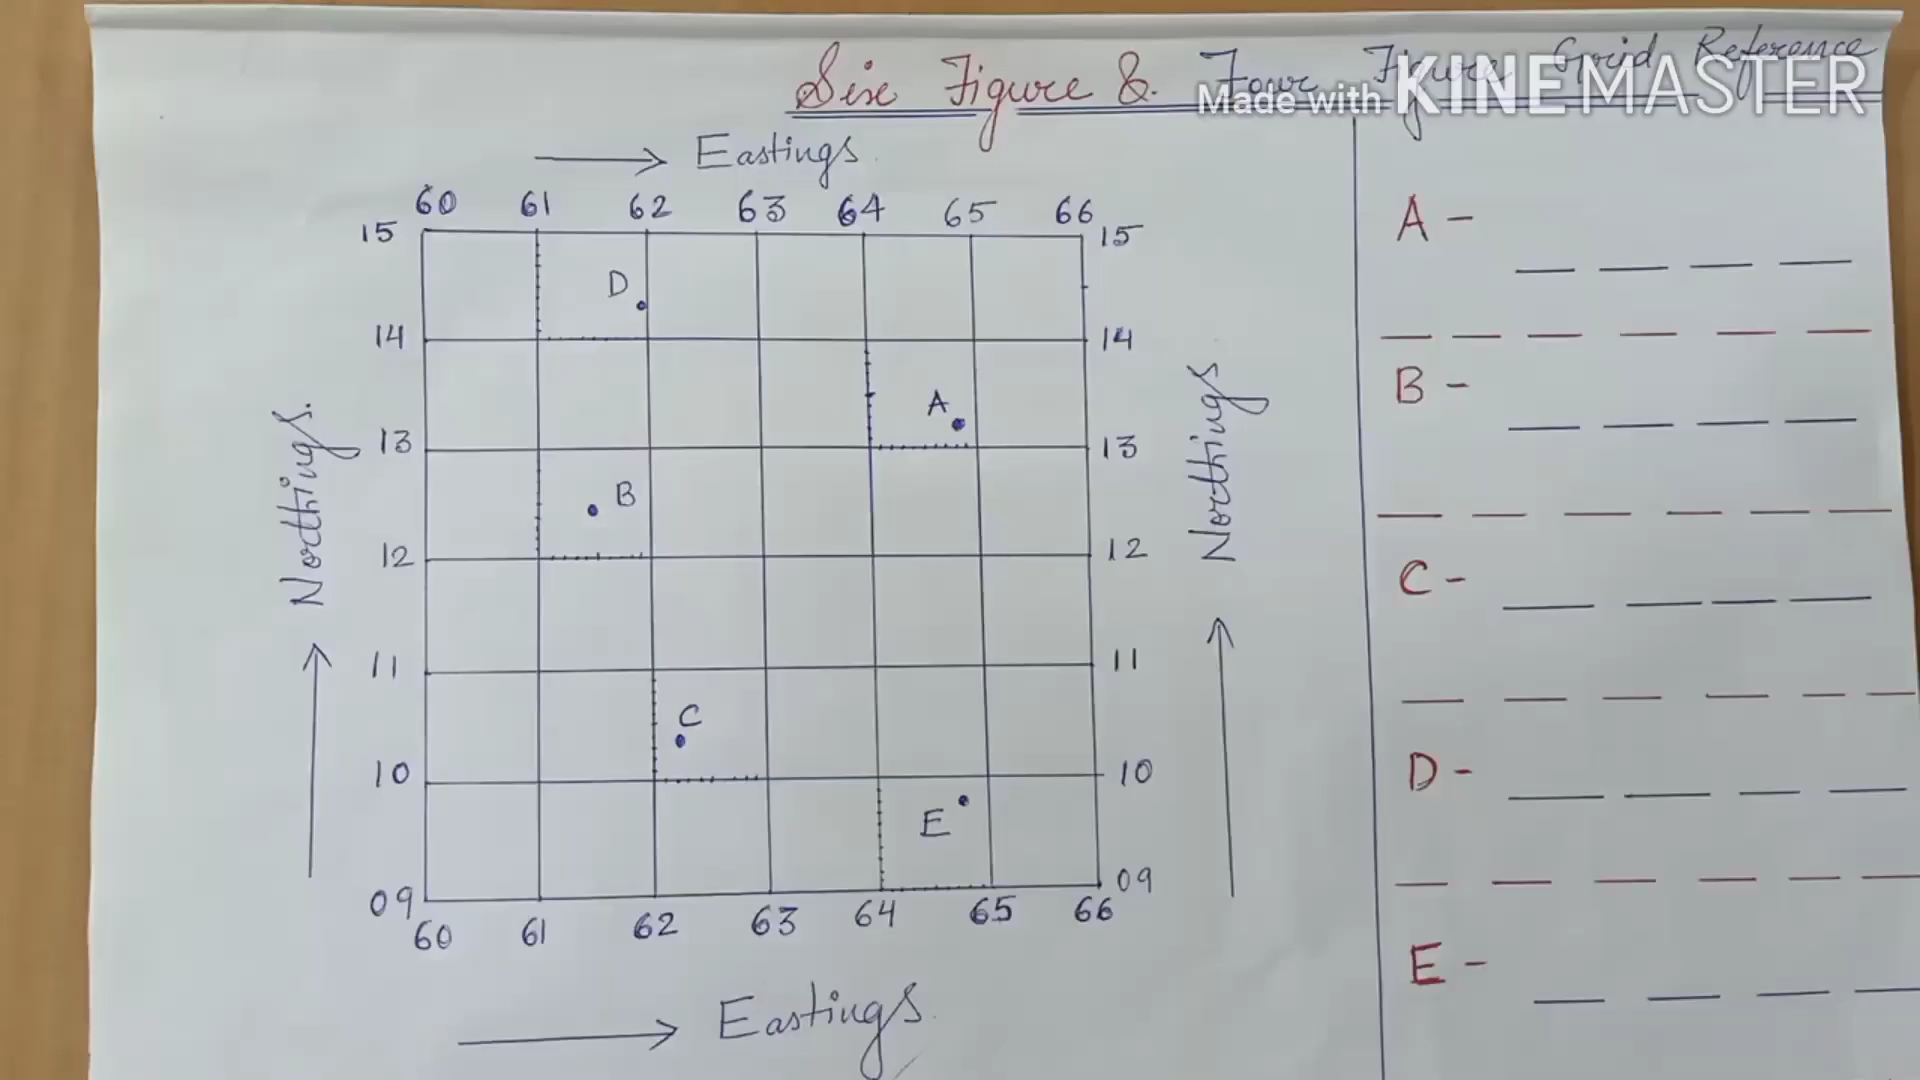 Six Figure & Four Figure Grid Reference
Made with KINEMASTER
Eastings
60 61 62 63 64 65 66
15 15
D
14 14
A
13 13
B
12 12
11 11
C
10 10
E
09 09
60 61 62 63 64 65 66
Northings.
Northings
Eastings
A -
B -
C -
D -
E -